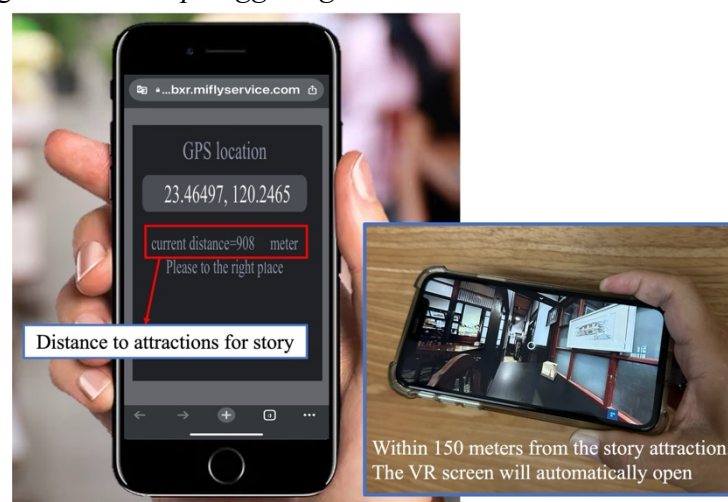 ...bxr.miflyservice.com
GPS location
23.46497, 120.2465
current distance=908 meter
Please to the right place
Distance to attractions for story
Within 150 meters from the story attraction
The VR screen will automatically open